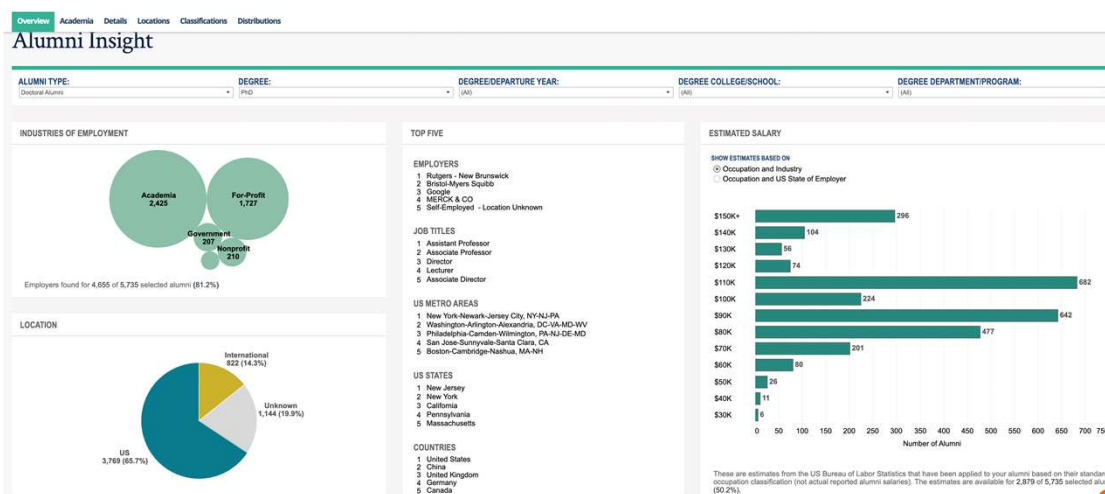 Overview Academia Details Locations Classifications Distributions
Alumni Insight
ALUMNI TYPE: DEGREE: DEGREE/DEPARTURE YEAR: DEGREE COLLEGE/SCHOOL: DEGREE DEPARTMENT/PROGRAM:
Doctoral Alumni PhD (All) (All) (All)
INDUSTRIES OF EMPLOYMENT
Academia
2,425
For-Profit
1,727
Government
207
Nonprofit
210
Employers found for 4,655 of 5,735 selected alumni (81.2%)
LOCATION
International
822 (14.3%)
Unknown
1,144 (19.9%)
US
3,769 (65.7%)
TOP FIVE
EMPLOYERS
1 Rutgers - New Brunswick
2 Bristol-Myers Squibb
3 Google
4 MERCK & CO
5 Self-Employed - Location Unknown
JOB TITLES
1 Assistant Professor
2 Associate Professor
3 Director
4 Lecturer
5 Associate Director
US METRO AREAS
1 New York-Newark-Jersey City, NY-NJ-PA
2 Washington-Arlington-Alexandria, DC-VA-MD-WV
3 Philadelphia-Camden-Wilmington, PA-NJ-DE-MD
4 San Jose-Sunnyvale-Santa Clara, CA
5 Boston-Cambridge-Nashua, MA-NH
US STATES
1 New Jersey
2 New York
3 California
4 Pennsylvania
5 Massachusetts
COUNTRIES
1 United States
2 China
3 United Kingdom
4 Germany
5 Canada
ESTIMATED SALARY
SHOW ESTIMATES BASED ON
Occupation and Industry
Occupation and US State of Employer
$150K+ 296
$140K 104
$130K 56
$120K 74
$110K 682
$100K 224
$90K 642
$80K 477
$70K 201
$60K 80
$50K 26
$40K 11
$30K 6
0 50 100 150 200 250 300 350 400 450 500 550 600 650 700
Number of Alumni
These are estimates from the US Bureau of Labor Statistics that have been applied to your alumni based on their
occupation classification (not actual reported alumni salaries). The estimates are available for 2,879 of 5,735 selected
(50.2%).